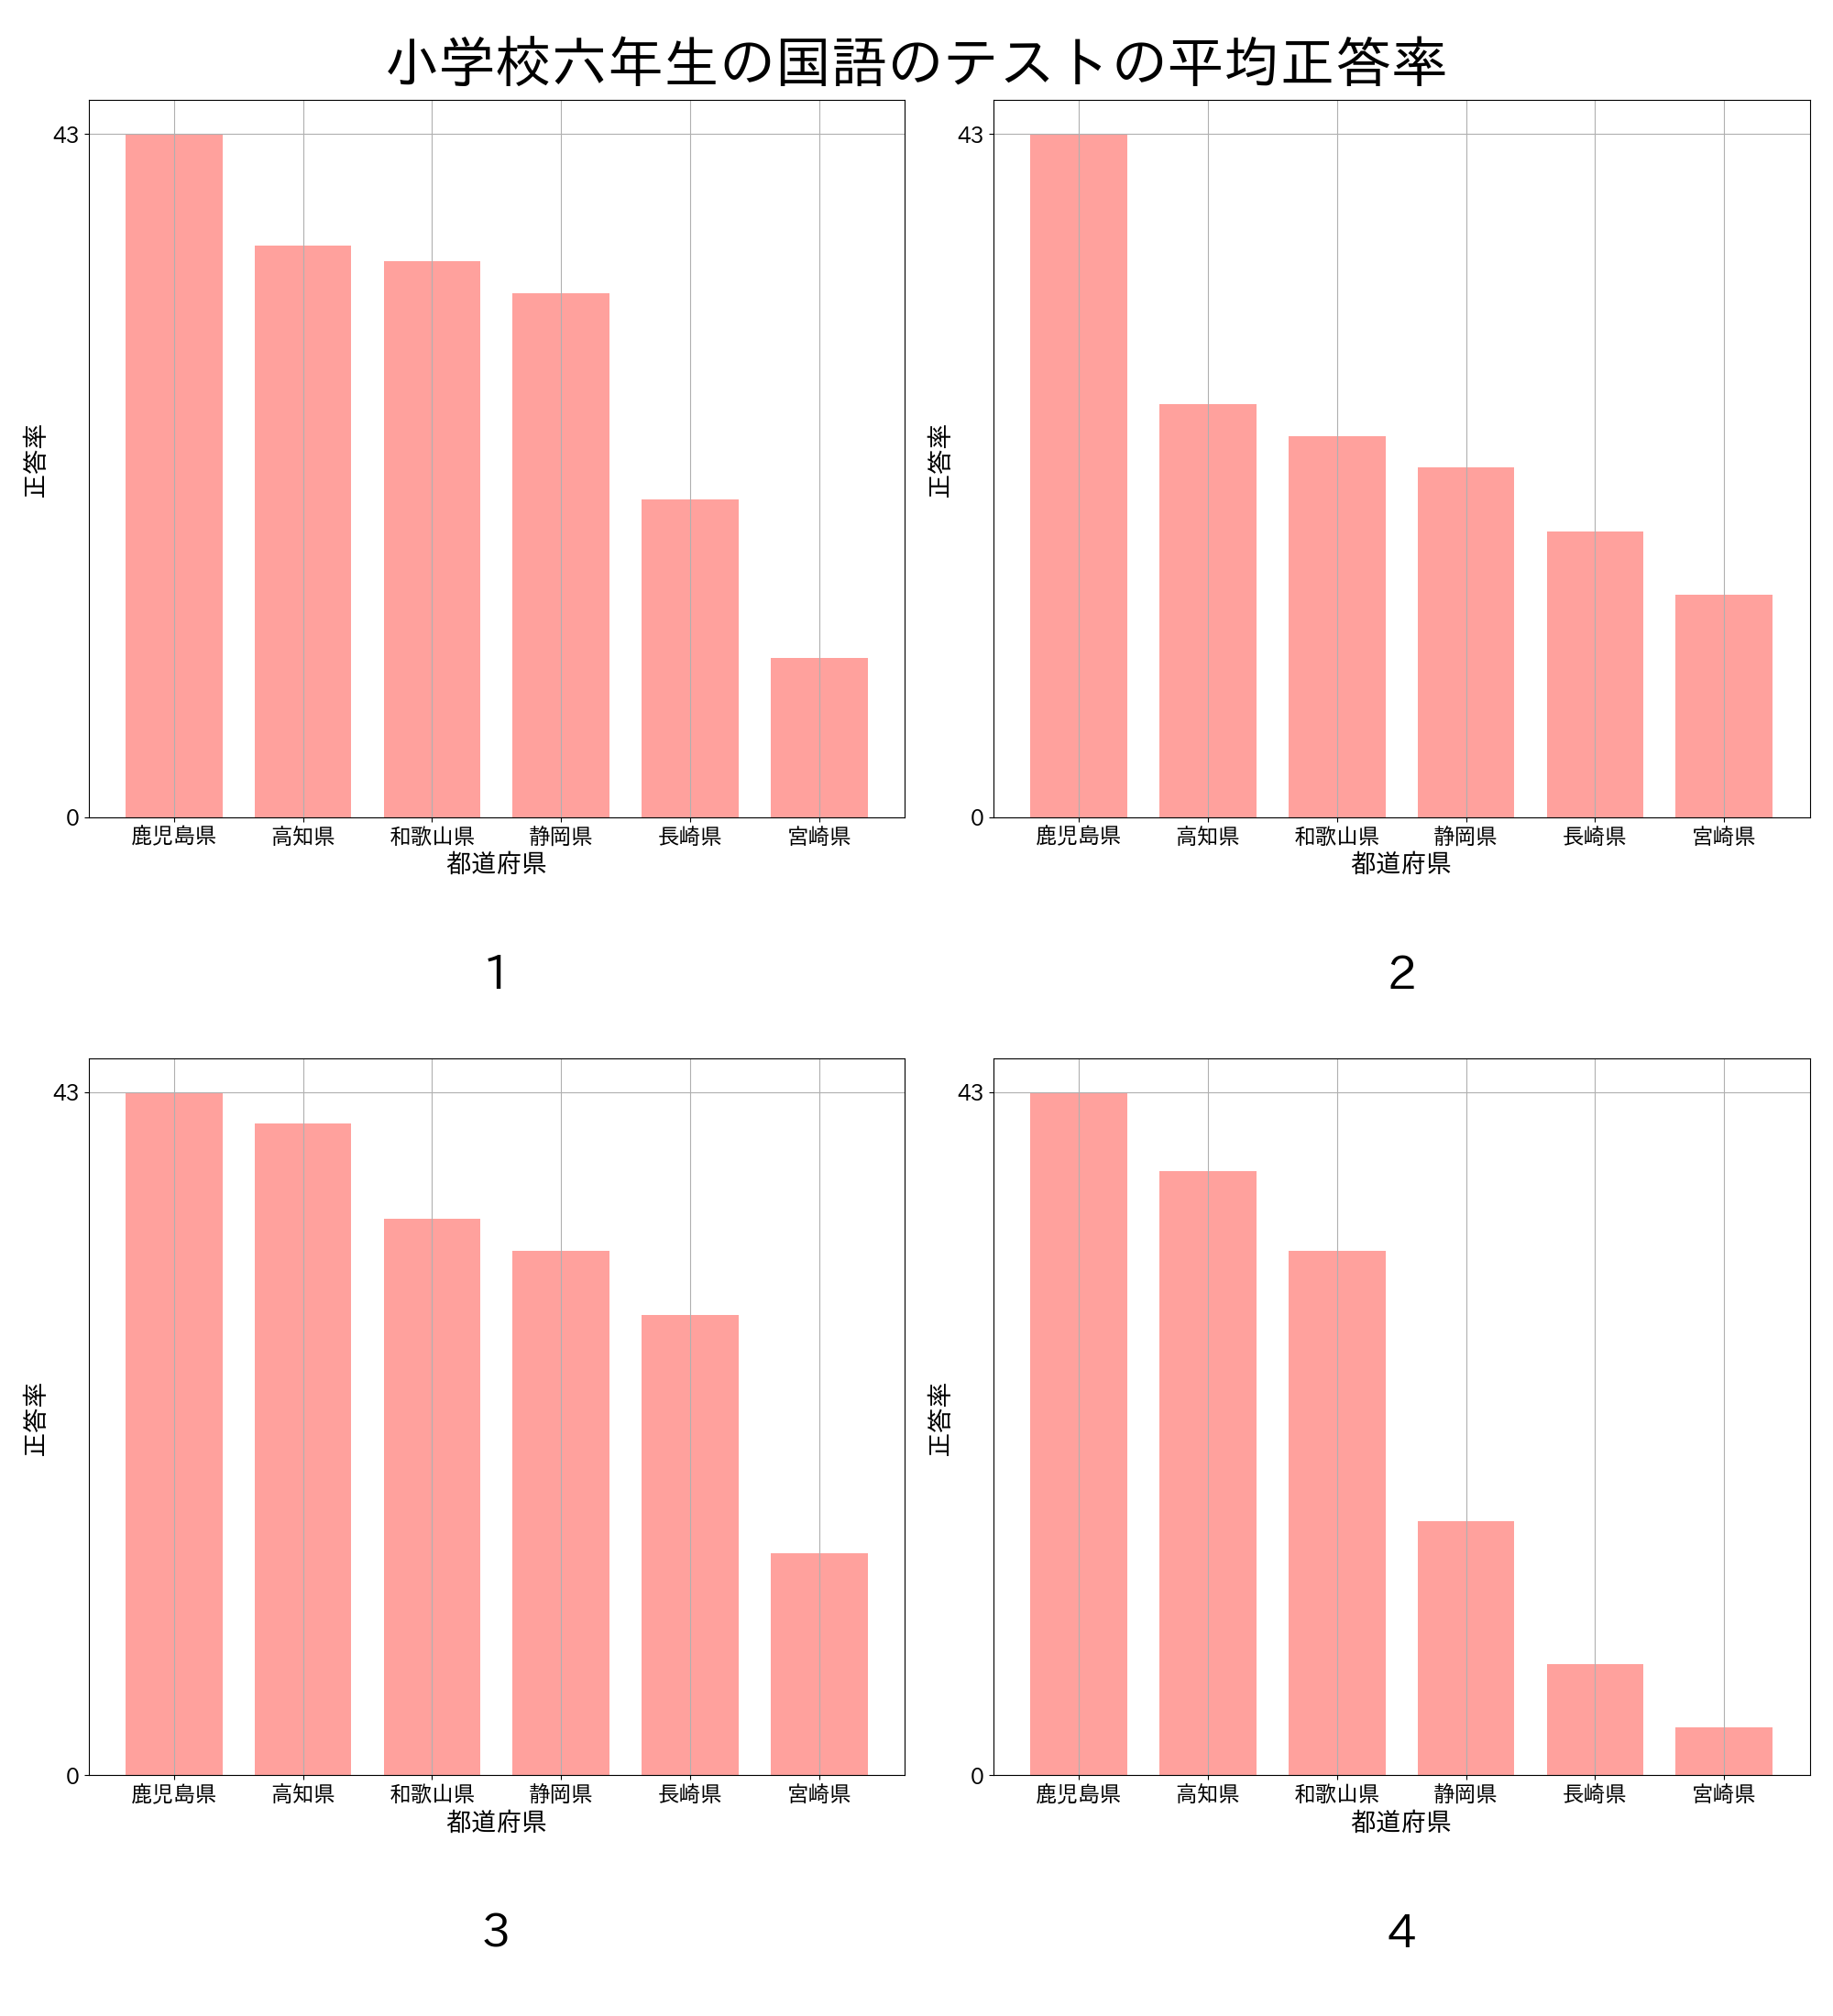 小学校六年生の国語のテストの平均正答率
43
0
正答率
鹿児島県 高知県 和歌山県 静岡県 長崎県 宮崎県
都道府県
1
43
0
正答率
鹿児島県 高知県 和歌山県 静岡県 長崎県 宮崎県
都道府県
2
43
0
正答率
鹿児島県 高知県 和歌山県 静岡県 長崎県 宮崎県
都道府県
3
43
0
正答率
鹿児島県 高知県 和歌山県 静岡県 長崎県 宮崎県
都道府県
4